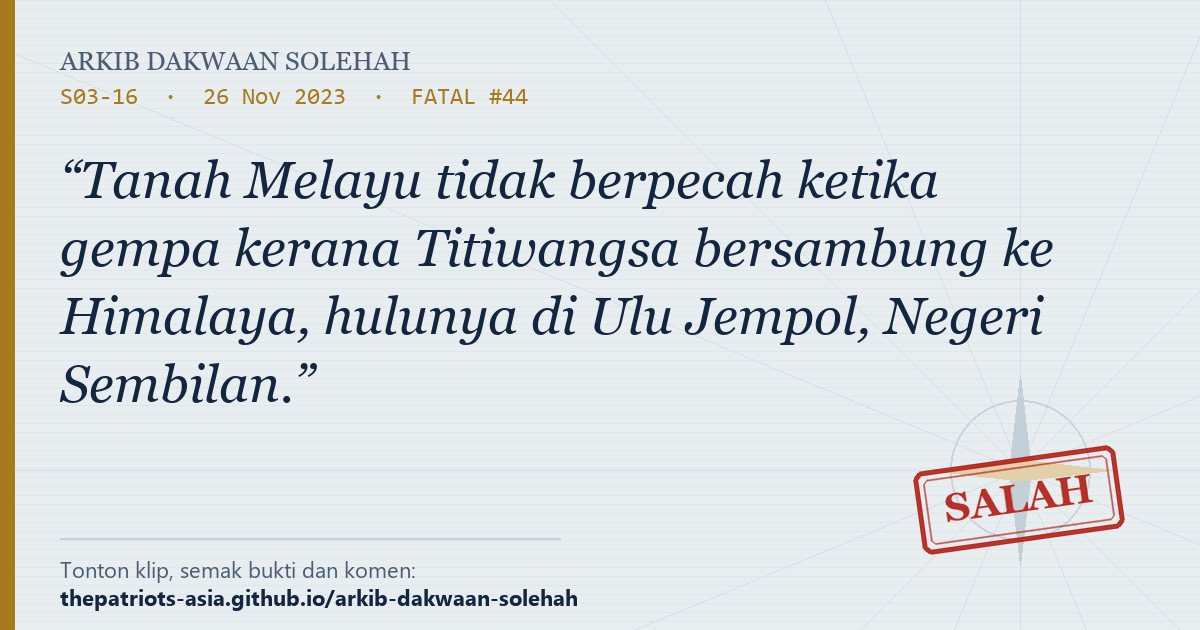 ARKIB DAKWAAN SOLEHAH
S03-16 · 26 Nov 2023 · FATAL #44
“Tanah Melayu tidak berpecah ketika
gempa kerana Titiwangsa bersambung ke
Himalaya, hulunya di Ulu Jempol, Negeri
Sembilan.”
SALAH
Tonton klip, semak bukti dan komen:
thepatriots-asia.github.io/arkib-dakwaan-solehah